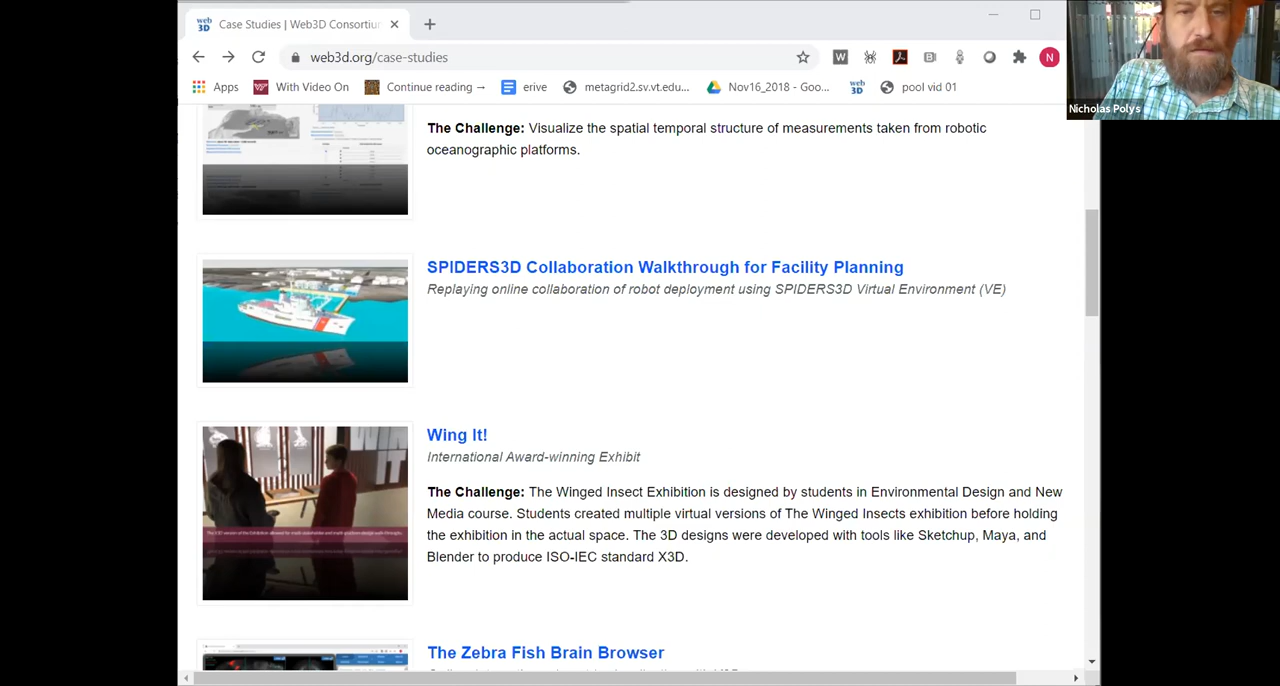 web
3D
Case Studies | Web3D Consortiu
web3d.org/case-studies
N
Apps
With Video On
Continue reading →
erive
metagrid2.sv.vt.edu...
Nov16_2018 - Goo...
web
3D
pool vid 01
Nicholas Polys
The Challenge: Visualize the spatial temporal structure of measurements taken from robotic
oceanographic platforms.
SPIDERS3D Collaboration Walkthrough for Facility Planning
Replaying online collaboration of robot deployment using SPIDERS3D Virtual Environment (VE)
Wing It!
International Award-winning Exhibit
The Challenge: The Winged Insect Exhibition is designed by students in Environmental Design and New
Media course. Students created multiple virtual versions of The Winged Insects exhibition before holding
the exhibition in the actual space. The 3D designs were developed with tools like Sketchup, Maya, and
Blender to produce ISO-IEC standard X3D.
The Zebra Fish Brain Browser